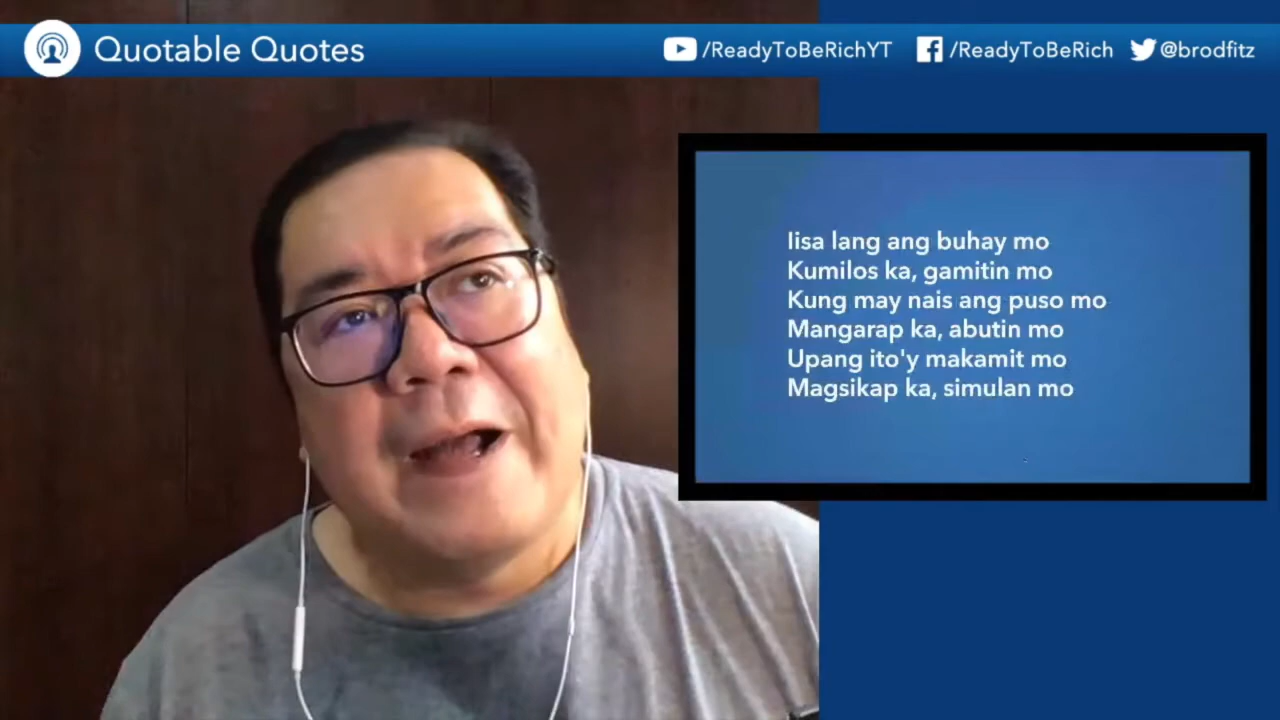 Quotable Quotes
/ReadyToBeRichYT /ReadyToBeRich @brodfitz
Iisa lang ang buhay mo
Kumilos ka, gamitin mo
Kung may nais ang puso mo
Mangarap ka, abutin mo
Upang ito'y makamit mo
Magsikap ka, simulan mo